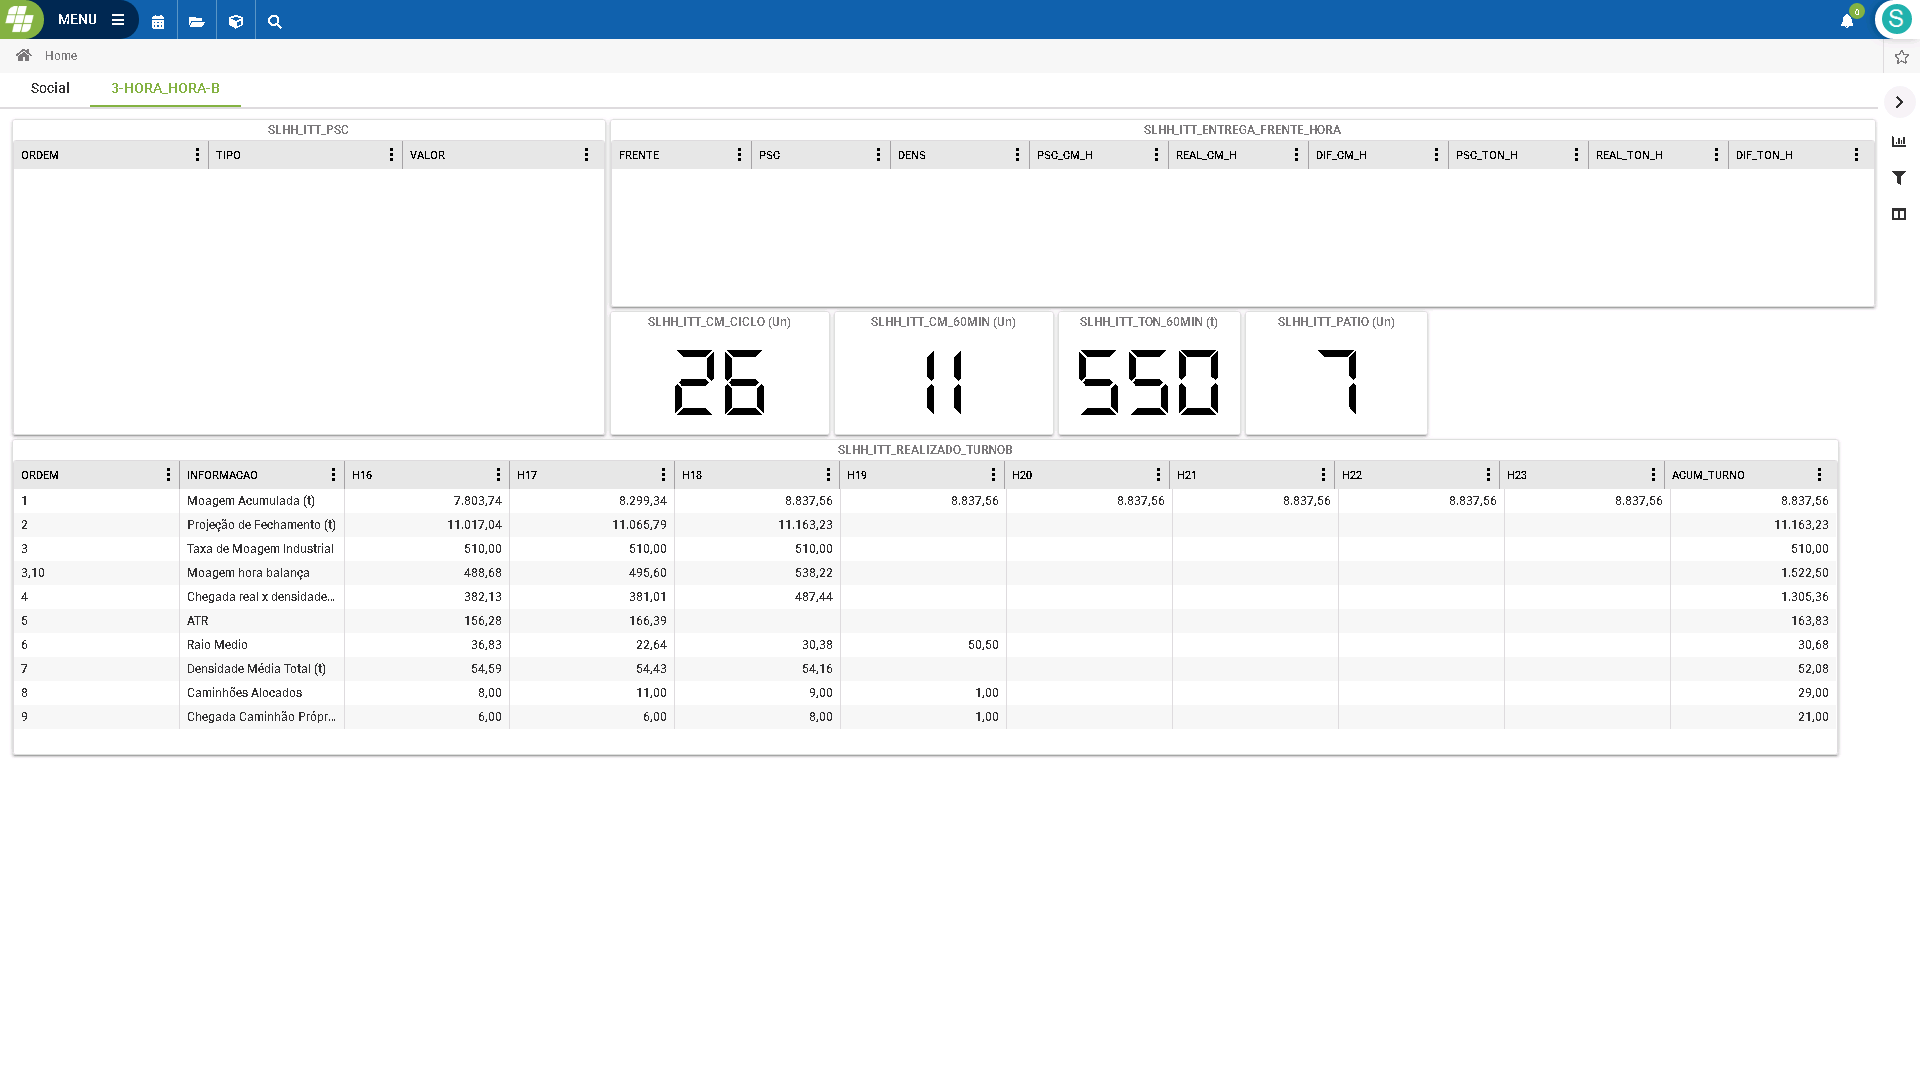 MENU
0
S
Home
Social
3-HORA_HORA-B
SLHH_ITT_PSC
ORDEM TIPO VALOR
SLHH_ITT_ENTREGA_FRENTE_HORA
FRENTE PSC DENS PSC_CM_H REAL_CM_H DIF_CM_H PSC_TON_H REAL_TON_H DIF_TON_H
SLHH_ITT_CM_CICLO (Un)
26
SLHH_ITT_CM_60MIN (Un)
11
SLHH_ITT_TON_60MIN (t)
550
SLHH_ITT_PATIO (Un)
7
SLHH_ITT_REALIZADO_TURNOB
ORDEM INFORMACAO H16 H17 H18 H19 H20 H21 H22 H23 ACUM_TURNO
1 Moagem Acumulada (t) 7.803,74 8.299,34 8.837,56 8.837,56 8.837,56 8.837,56 8.837,56 8.837,56 8.837,56
2 Projeção de Fechamento (t) 11.017,04 11.065,79 11.163,23 11.163,23
3 Taxa de Moagem Industrial 510,00 510,00 510,00 510,00
3,10 Moagem hora balança 488,68 495,60 538,22 1.522,50
4 Chegada real x densidade... 382,13 381,01 487,44 1.305,36
5 ATR 156,28 166,39 163,83
6 Raio Medio 36,83 22,64 30,38 50,50 30,68
7 Densidade Média Total (t) 54,59 54,43 54,16 52,08
8 Caminhões Alocados 8,00 11,00 9,00 1,00 29,00
9 Chegada Caminhão Própr... 6,00 6,00 8,00 1,00 21,00